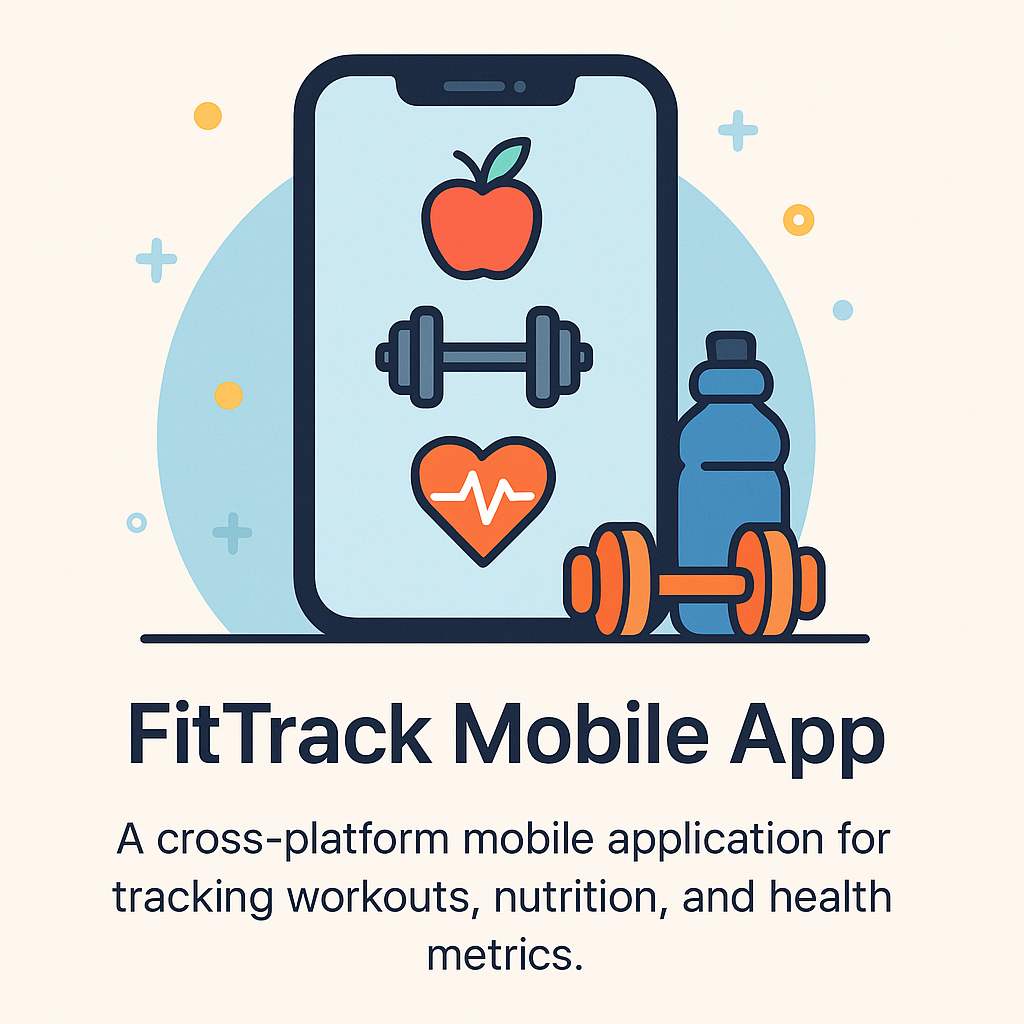 FitTrack Mobile App
A cross-platform mobile application for
tracking workouts, nutrition, and health
metrics.